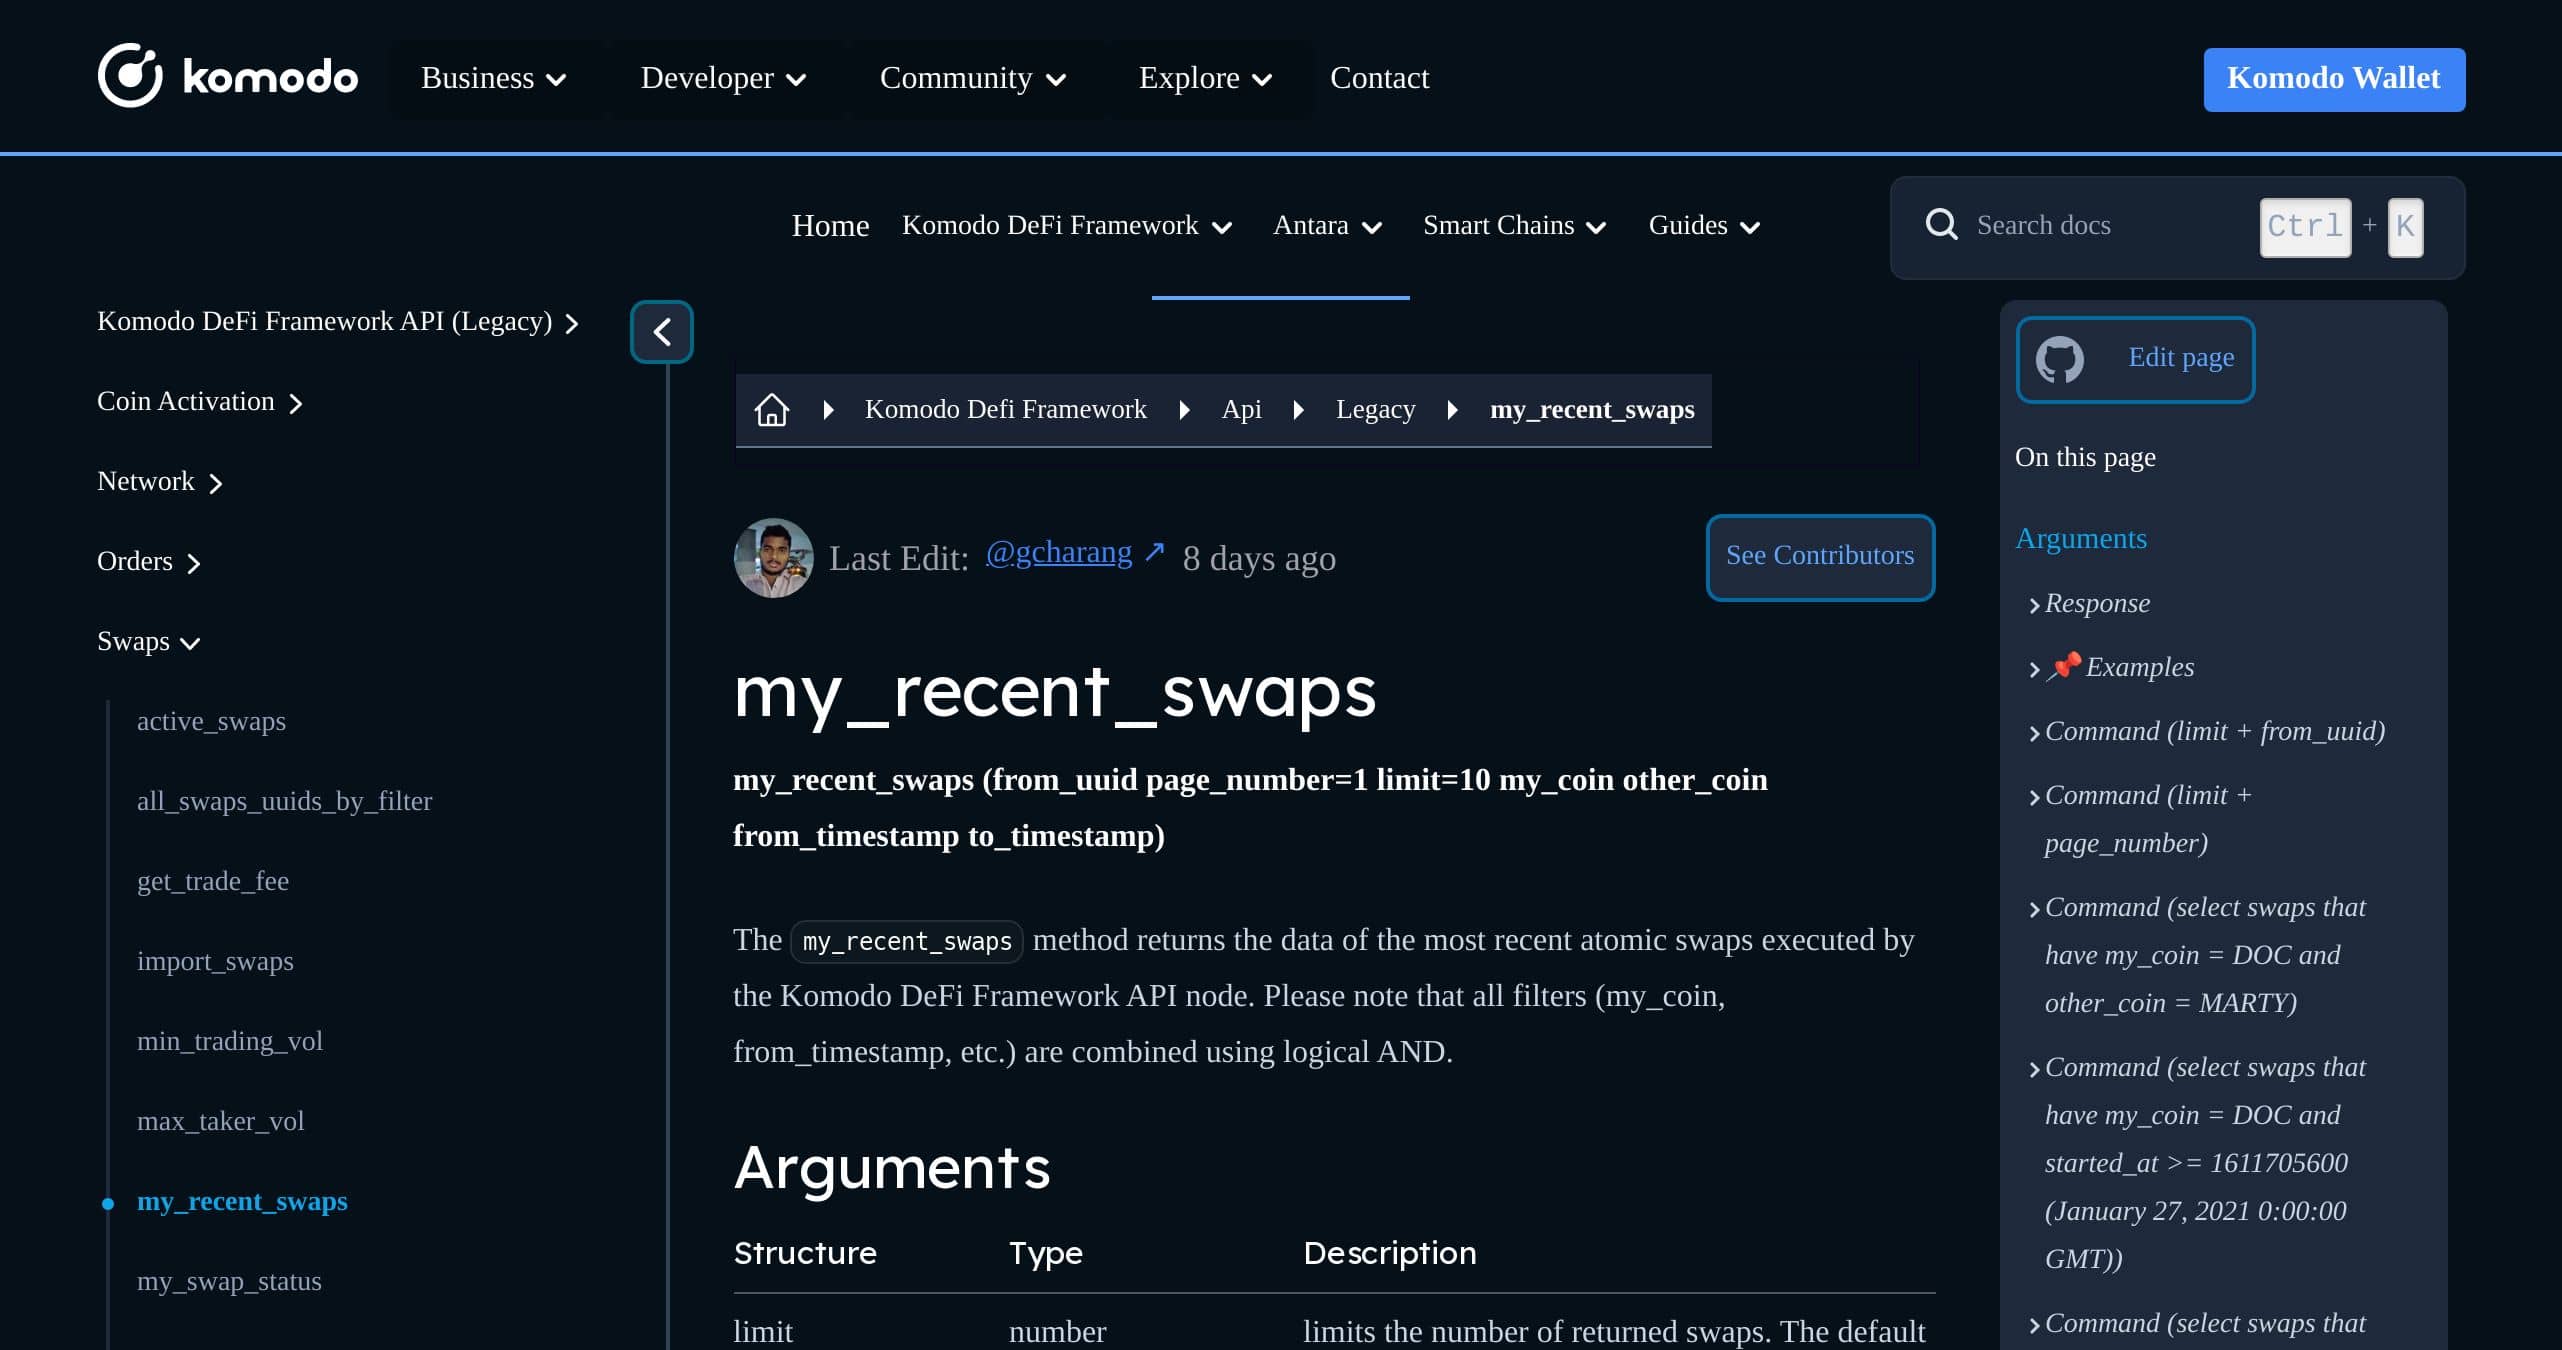 komodo
Business
Developer
Community
Explore
Contact
Komodo Wallet
Home
Komodo DeFi Framework
Antara
Smart Chains
Guides
Search docs
Ctrl + K
Komodo DeFi Framework API (Legacy)
Coin Activation
Network
Orders
Swaps
active_swaps
all_swaps_uuids_by_filter
get_trade_fee
import_swaps
min_trading_vol
max_taker_vol
my_recent_swaps
my_swap_status
Komodo Defi Framework
Api
Legacy
my_recent_swaps
Last Edit: @gcharang ↗ 8 days ago
See Contributors
my_recent_swaps
my_recent_swaps (from_uuid page_number=1 limit=10 my_coin other_coin
from_timestamp to_timestamp)
The my_recent_swaps method returns the data of the most recent atomic swaps executed by
the Komodo DeFi Framework API node. Please note that all filters (my_coin,
from_timestamp, etc.) are combined using logical AND.
Arguments
Structure Type Description
limit number limits the number of returned swaps. The default
Edit page
On this page
Arguments
Response
📌 Examples
Command (limit + from_uuid)
Command (limit +
page_number)
Command (select swaps that
have my_coin = DOC and
other_coin = MARTY)
Command (select swaps that
have my_coin = DOC and
started_at >= 1611705600
(January 27, 2021 0:00:00
GMT))
Command (select swaps that